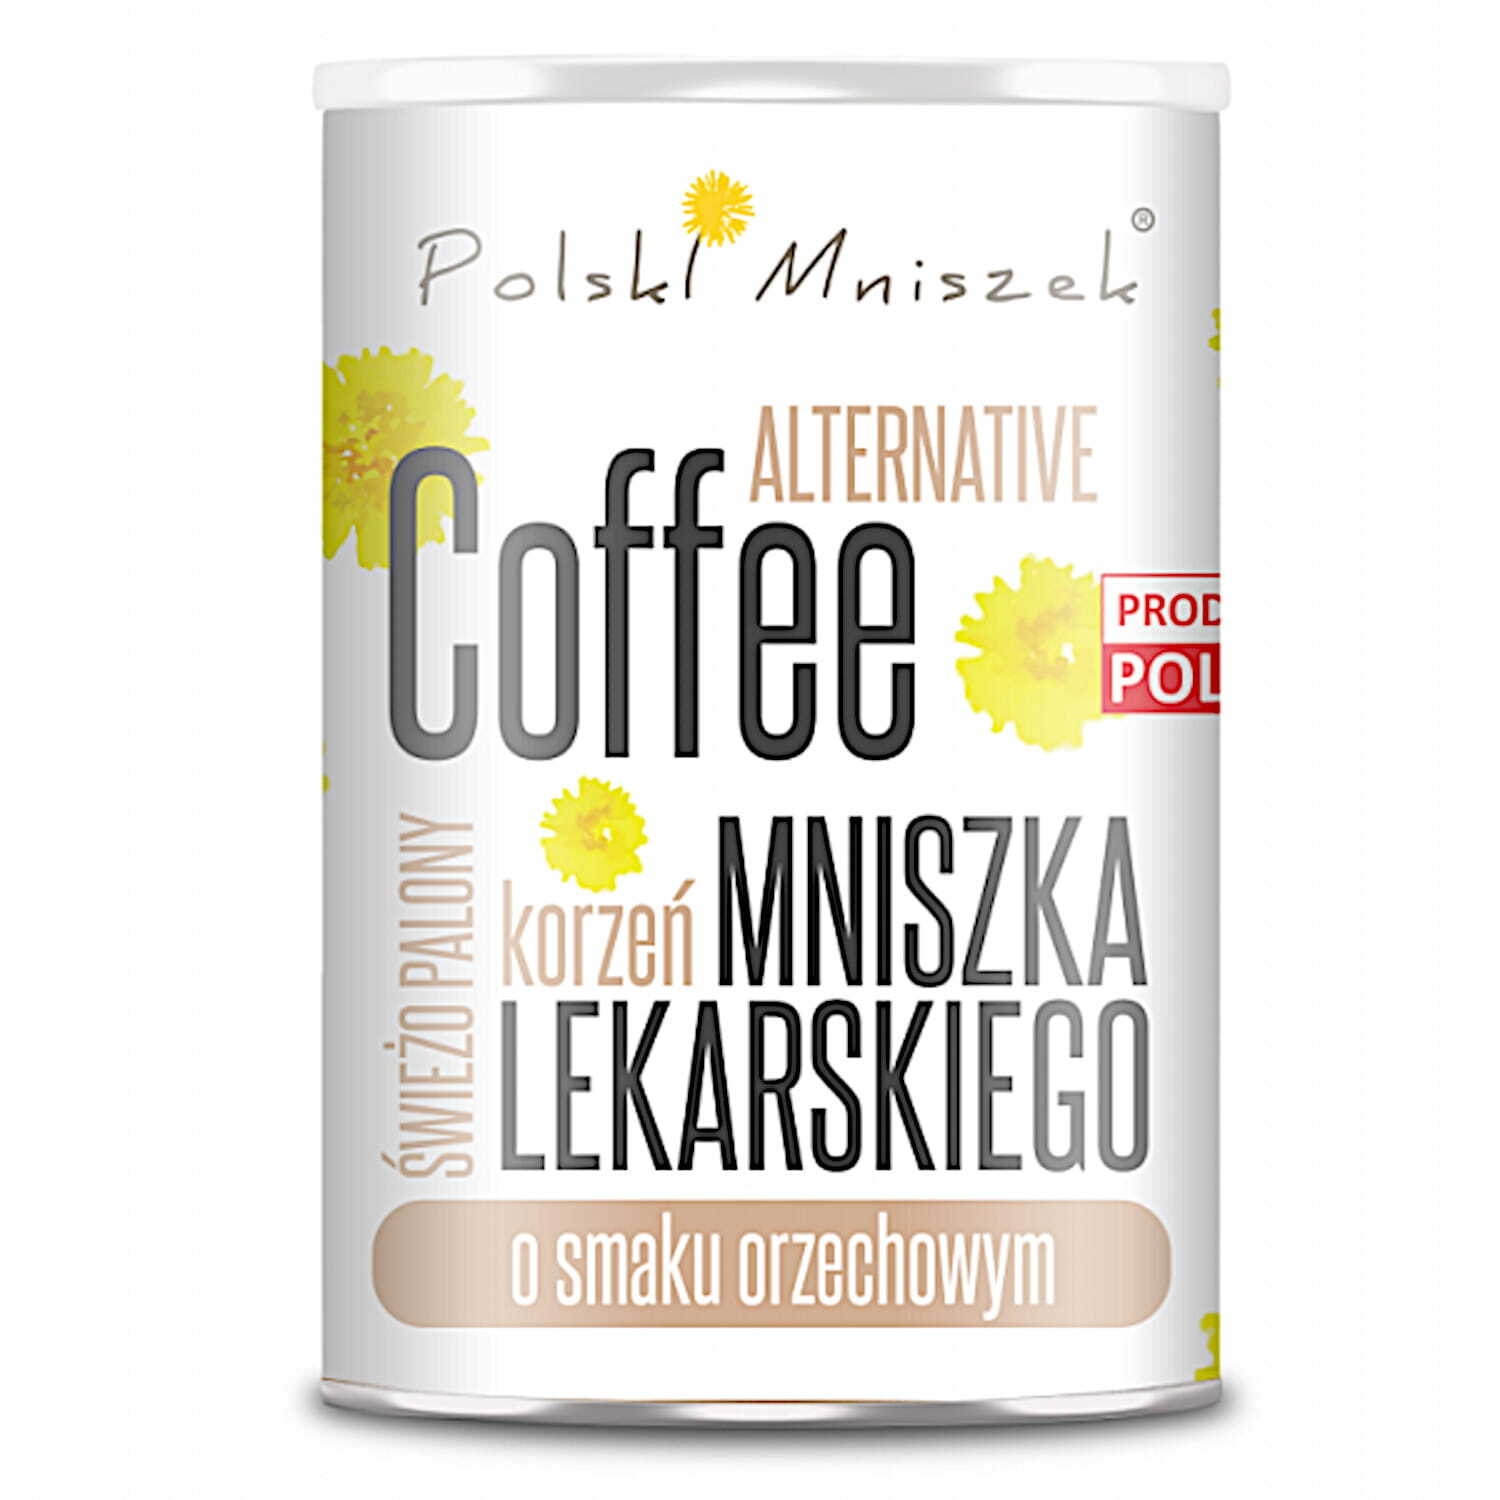 Polski Mniszek®
ALTERNATIVE
Coffee
PROD
POL
ŚWIEŻO PALONY
korzeń MNISZKA
LEKARSKIEGO
o smaku orzechowym